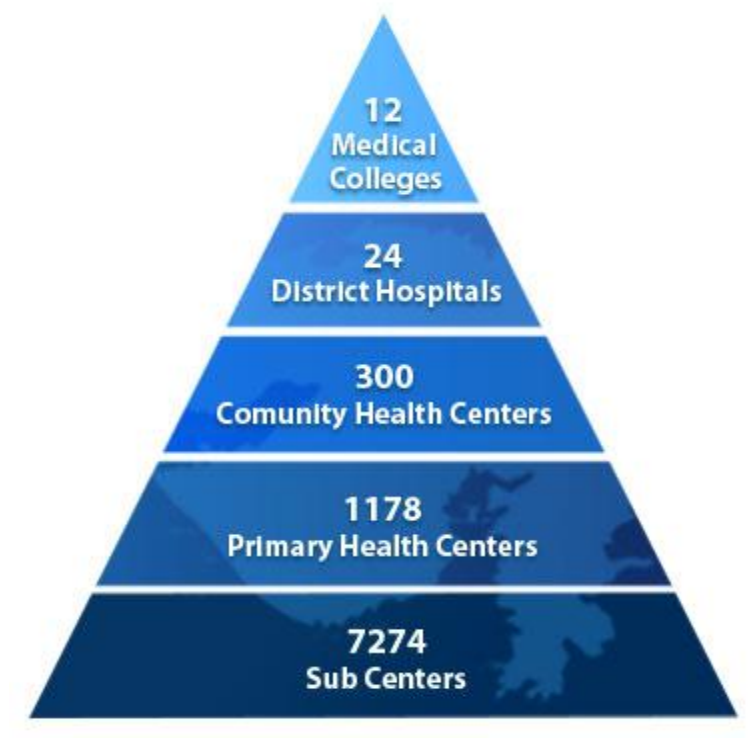 12
Medical
Colleges
24
District Hospitals
300
Comunity Health Centers
1178
Primary Health Centers
7274
Sub Centers